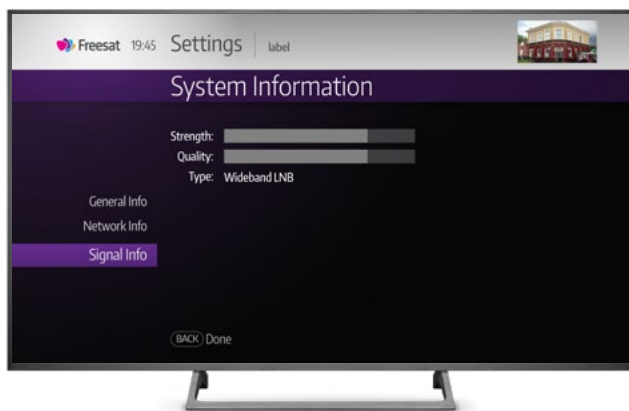 Freesat 19:45 Settings label
System Information
Strength:
Quality:
Type: Wideband LNB
General Info
Network Info
Signal Info
BACK Done